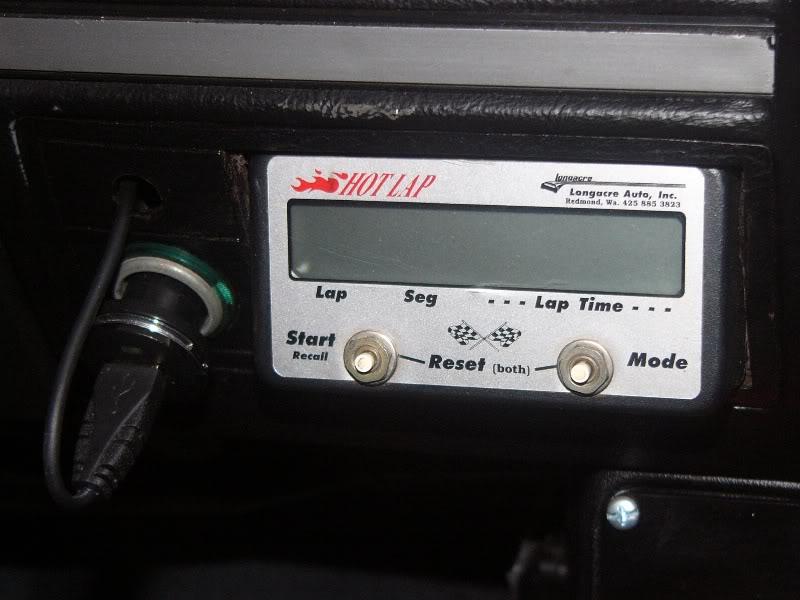 HOT LAP
Longacre
Longacre Auto, Inc.
Redmond, Wa. 425 885 3823
Lap Seg - - - Lap Time - - -
Start
Recall
Reset (both)
Mode